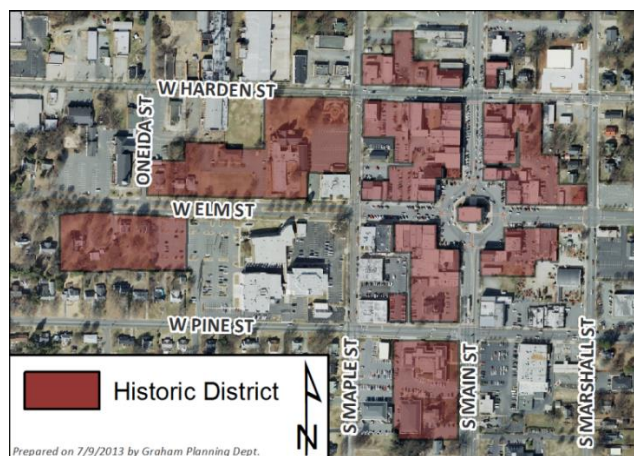 W HARDEN ST
ONEIDA ST
W ELM ST
W PINE ST
S MAPLE ST
S MAIN ST
S MARSHALL ST
Historic District
N
Prepared on 7/9/2013 by Graham Planning Dept.